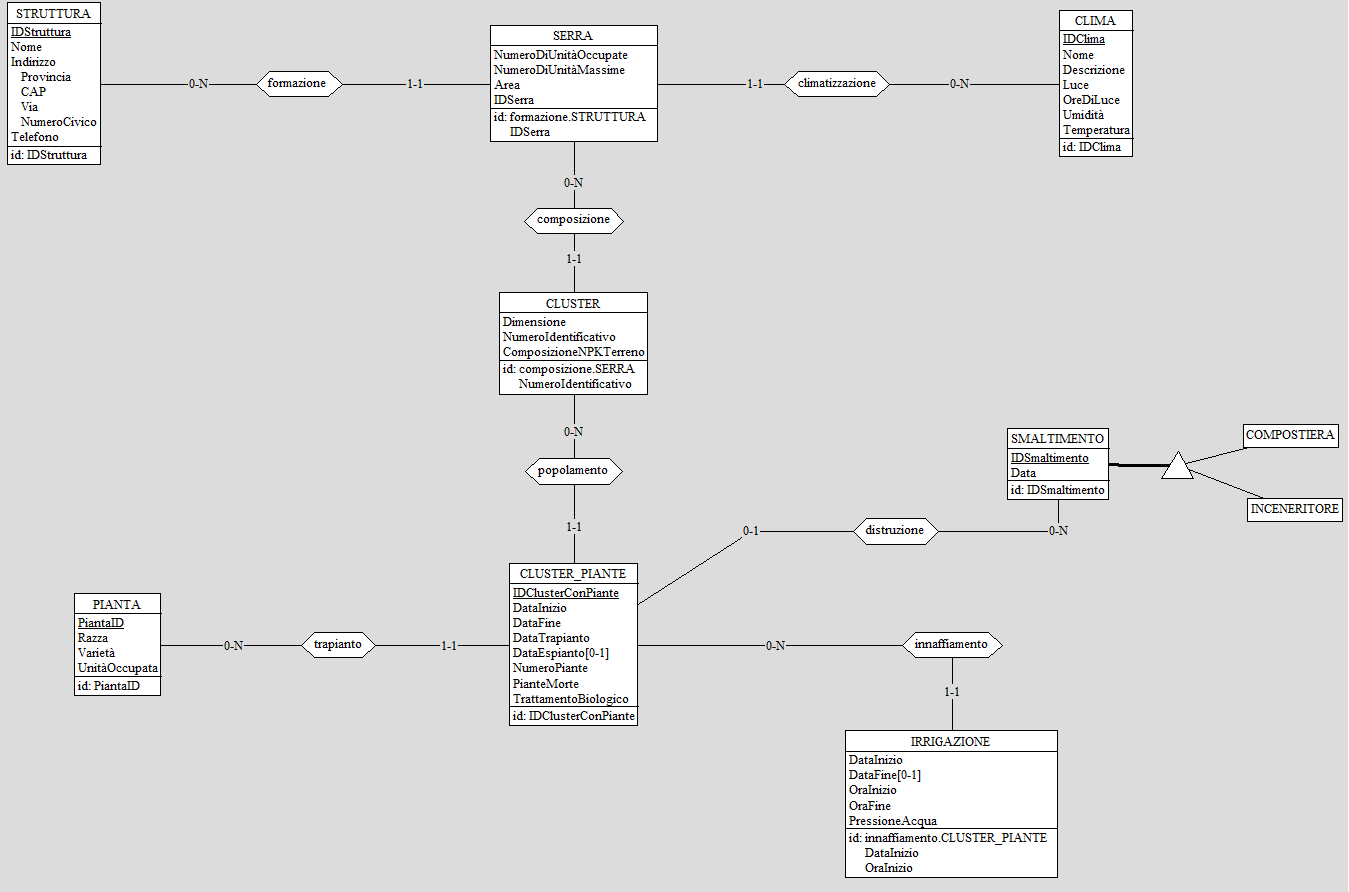 STRUTTURA
IDStruttura
Nome
Indirizzo
Provincia
CAP
Via
NumeroCivico
Telefono
id: IDStruttura
0-N
formazione
1-1
SERRA
NumeroDiUnitàOccupate
NumeroDiUnitàMassime
Area
IDSerra
id: formazione.STRUTTURA
IDSerra
1-1
climatizzazione
0-N
CLIMA
IDClima
Nome
Descrizione
Luce
OreDiLuce
Umidità
Temperatura
id: IDClima
0-N
composizione
1-1
CLUSTER
Dimensione
NumeroIdentificativo
ComposizioneNPKTerreno
id: composizione.SERRA
NumeroIdentificativo
0-N
popolamento
1-1
SMALTIMENTO
IDSmaltimento
Data
id: IDSmaltimento
COMPOSTIERA
INCENERITORE
0-1
distruzione
0-N
CLUSTER_PIANTE
IDClusterConPiante
DataInizio
DataFine
DataTrapianto
DataEspianto[0-1]
NumeroPiante
PianteMorte
TrattamentoBiologico
id: IDClusterConPiante
PIANTA
PiantaID
Razza
Varietà
UnitàOccupata
id: PiantaID
0-N
trapianto
1-1
0-N
innaffiamento
1-1
IRRIGAZIONE
DataInizio
DataFine[0-1]
OraInizio
OraFine
PressioneAcqua
id: innaffiamento.CLUSTER_PIANTE
DataInizio
OraInizio